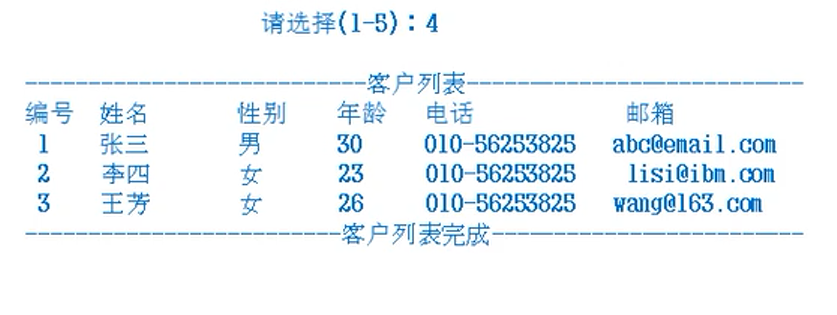 请选择(1-5)：4
---------------------------客户列表---------------------------
编号 姓名 性别 年龄 电话 邮箱
1 张三 男 30 010-56253825 abc@email.com
2 李四 女 23 010-56253825 lisi@ibm.com
3 王芳 女 26 010-56253825 wang@163.com
-------------------------客户列表完成-------------------------